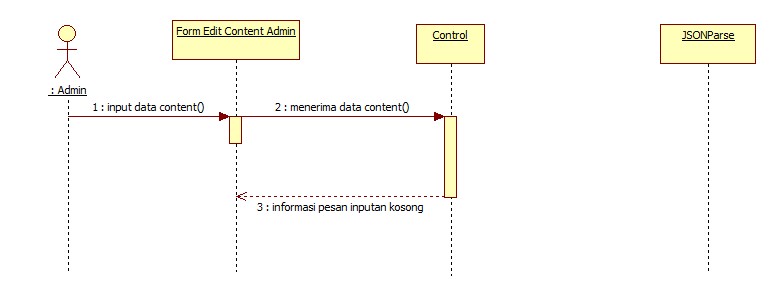 Form Edit Content Admin
Control
JSONParse
: Admin
1 : input data content()
2 : menerima data content()
3 : informasi pesan inputan kosong